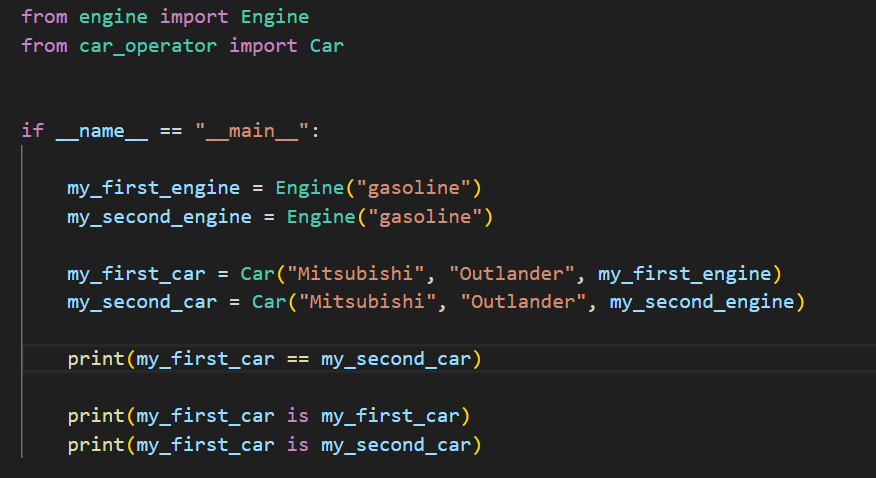 from engine import Engine
from car_operator import Car
if __name__ == "__main__":
my_first_engine = Engine("gasoline")
my_second_engine = Engine("gasoline")
my_first_car = Car("Mitsubishi", "Outlander", my_first_engine)
my_second_car = Car("Mitsubishi", "Outlander", my_second_engine)
print(my_first_car == my_second_car)
print(my_first_car is my_first_car)
print(my_first_car is my_second_car)